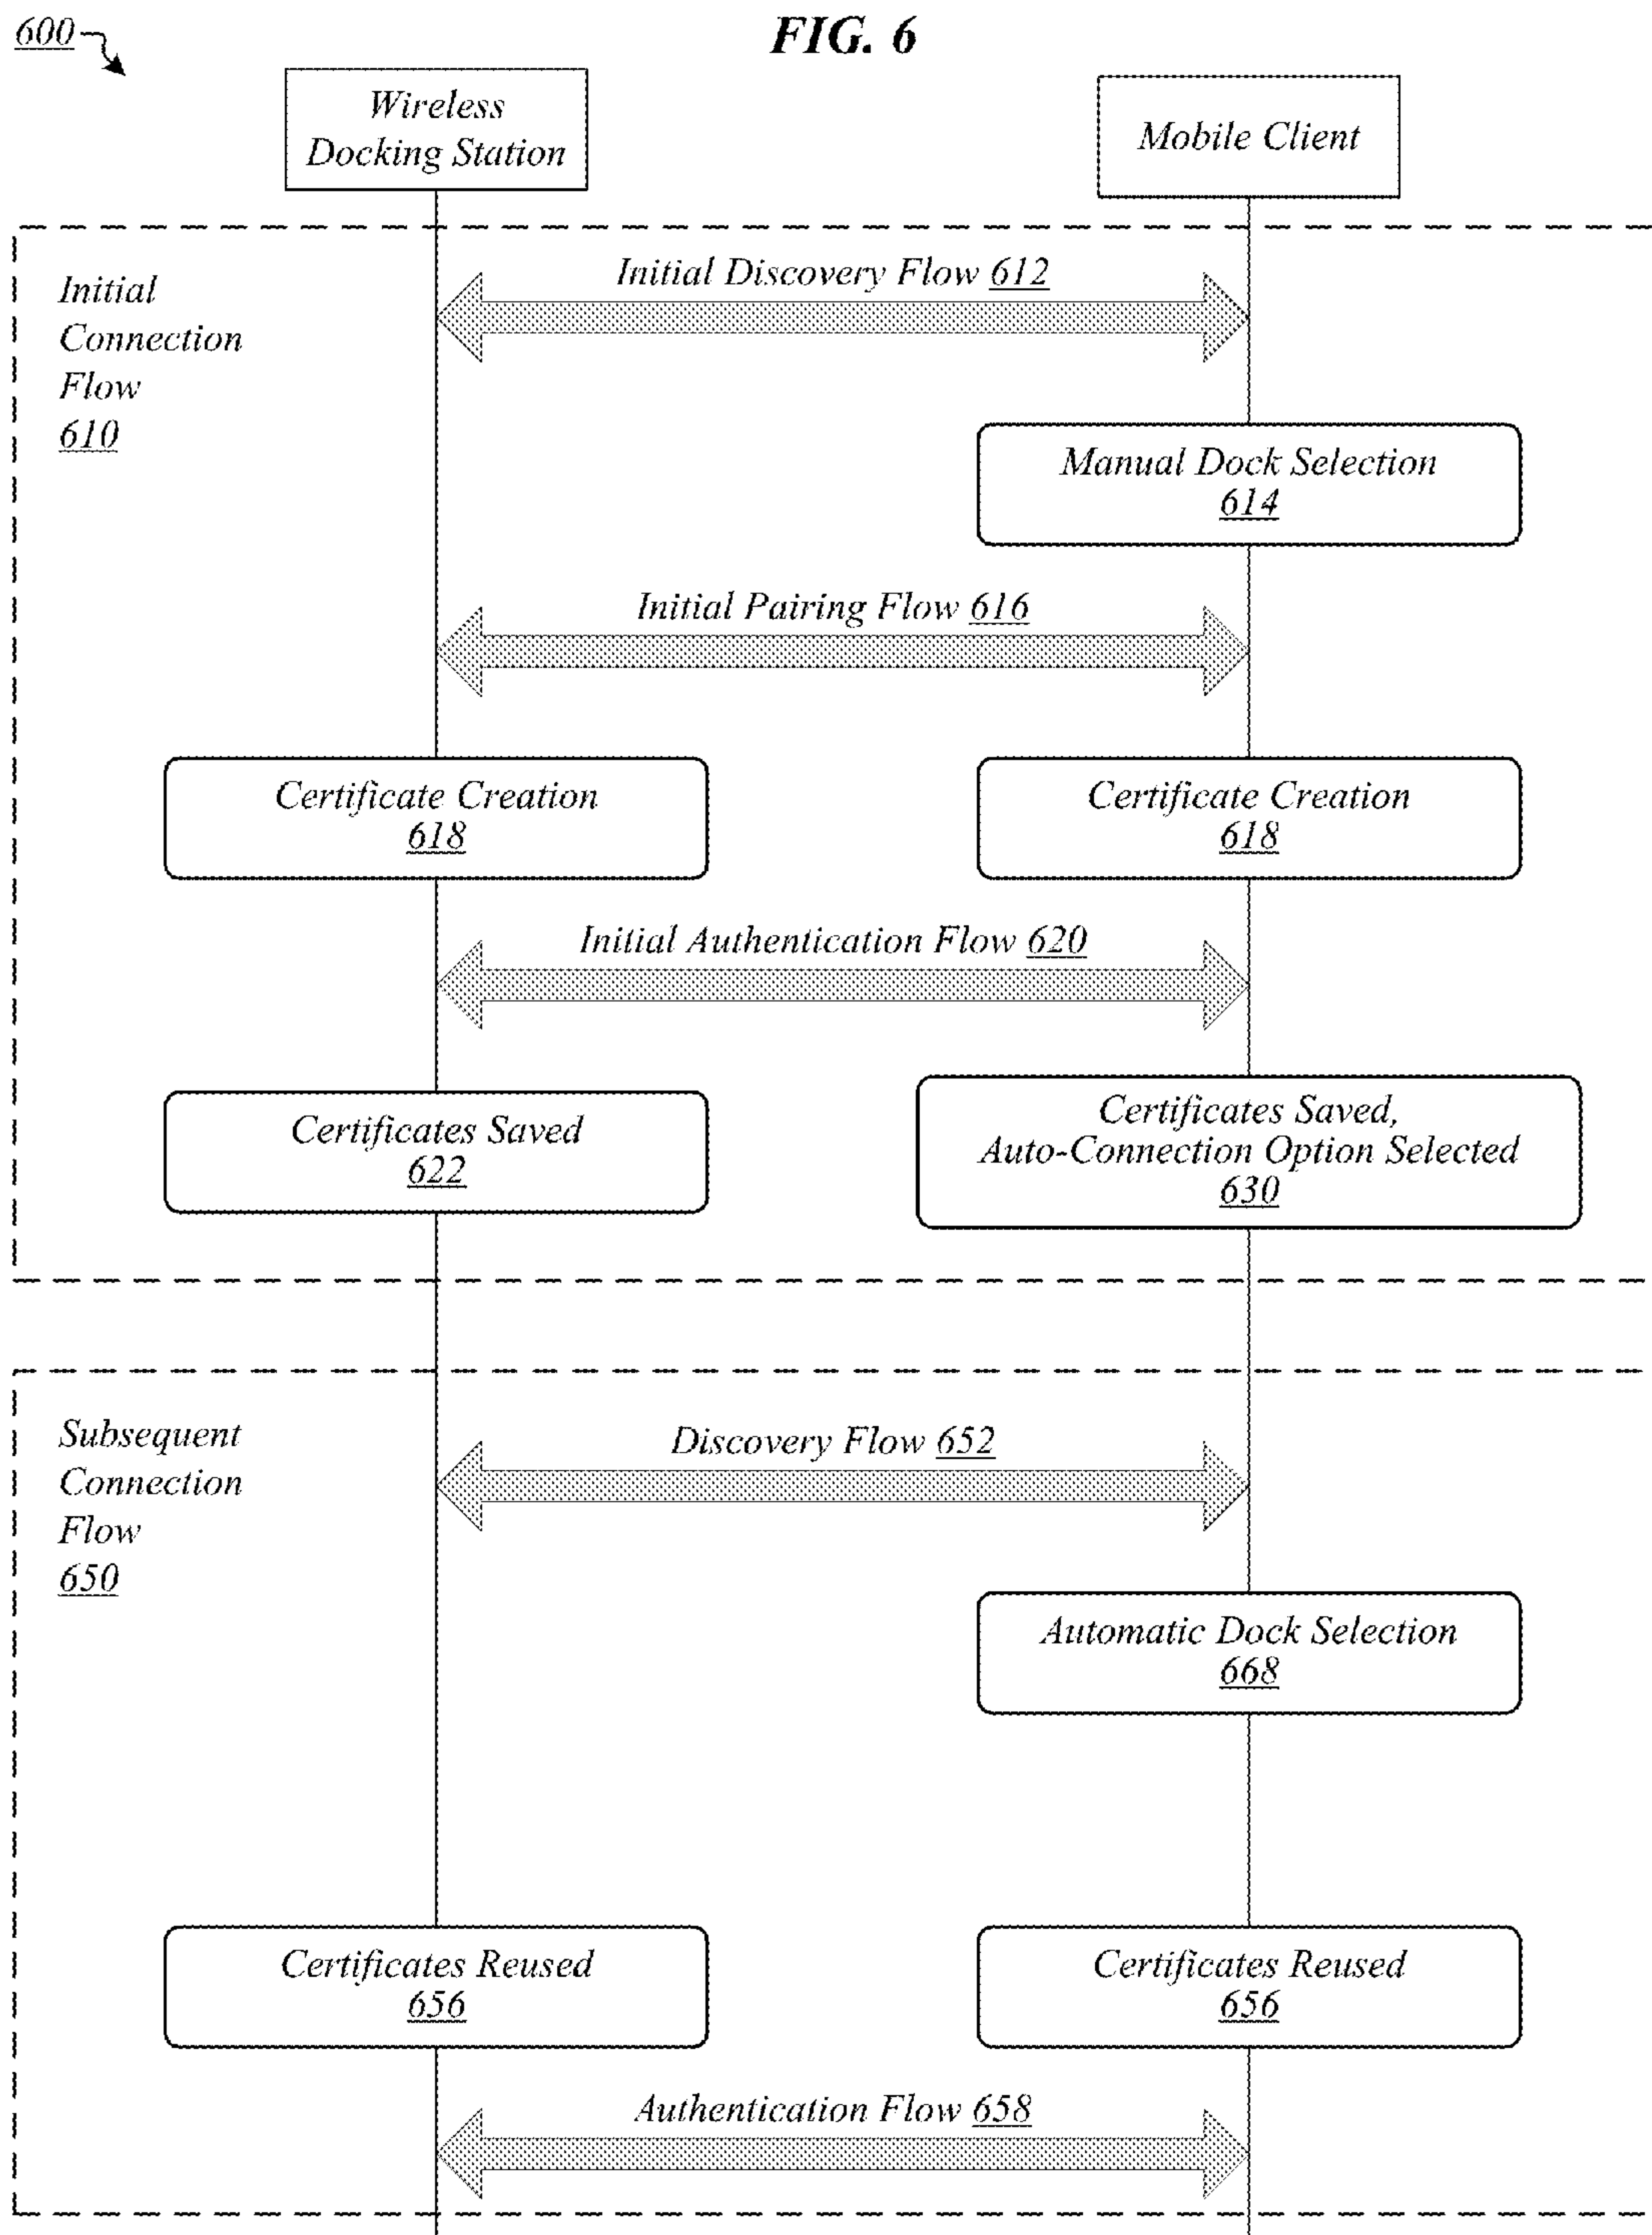 600
FIG. 6
Wireless
Docking Station
Mobile Client
Initial
Connection
Flow
610
Initial Discovery Flow 612
Manual Dock Selection
614
Initial Pairing Flow 616
Certificate Creation
618
Certificate Creation
618
Initial Authentication Flow 620
Certificates Saved
622
Certificates Saved,
Auto-Connection Option Selected
630
Subsequent
Connection
Flow
650
Discovery Flow 652
Automatic Dock Selection
668
Certificates Reused
656
Certificates Reused
656
Authentication Flow 658